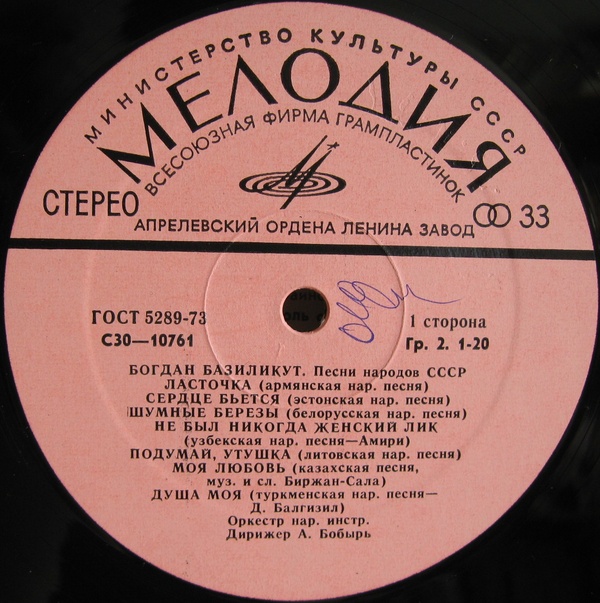 МИНИСТЕРСТВО КУЛЬТУРЫ СССР
МЕЛОДИЯ
ВСЕСОЮЗНАЯ ФИРМА ГРАМПЛАСТИНОК
СТЕРЕО
33
АПРЕЛЕВСКИЙ ОРДЕНА ЛЕНИНА ЗАВОД
ГОСТ 5289-73
С30—10761
1 сторона
Гр. 2. 1-20
БОГДАН БАЗИЛИКУТ. Песни народов СССР
ЛАСТОЧКА (армянская нар. песня)
СЕРДЦЕ БЬЕТСЯ (эстонская нар. песня)
ШУМНЫЕ БЕРЕЗЫ (белорусская нар. песня)
НЕ БЫЛ НИКОГДА ЖЕНСКИЙ ЛИК
(узбекская нар. песня—Амири)
ПОДУМАЙ, УТУШКА (литовская нар. песня)
МОЯ ЛЮБОВЬ (казахская песня,
муз. и сл. Биржан-Сала)
ДУША МОЯ (туркменская нар. песня—
Д. Балгизил)
Оркестр нар. инстр.
Дирижер А. Бобырь